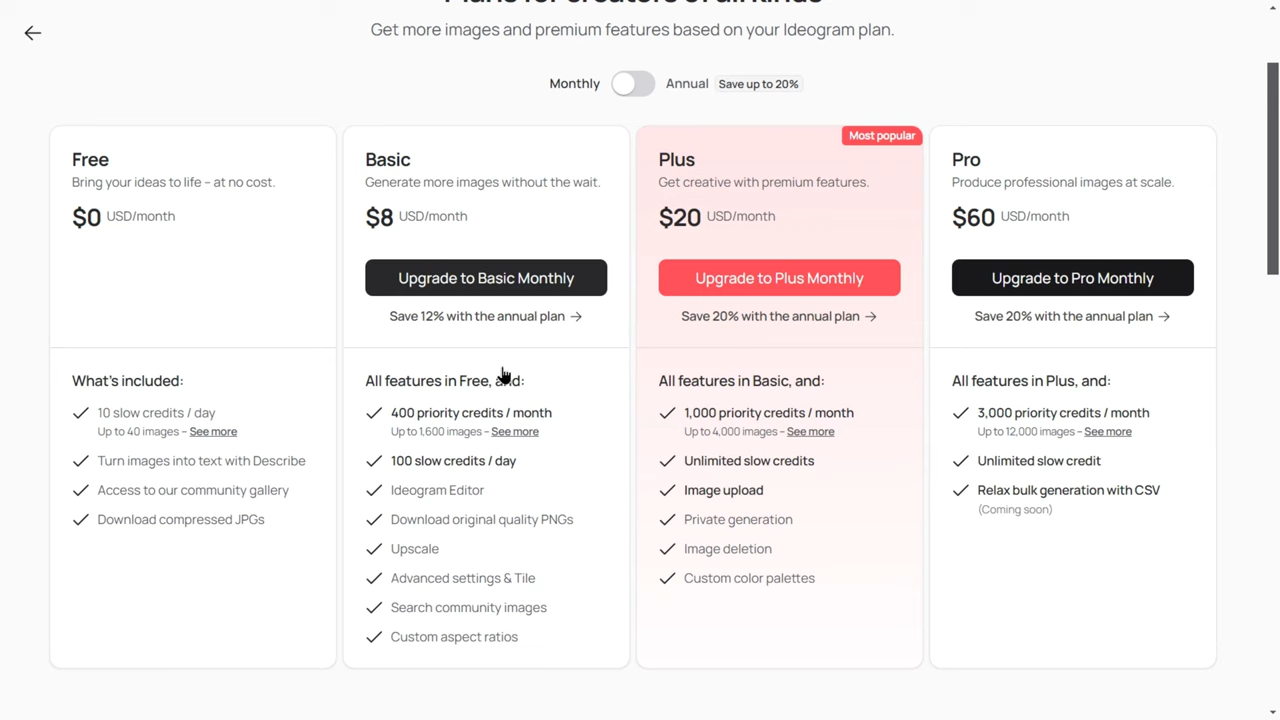 Plans for creators of all kinds
Get more images and premium features based on your Ideogram plan.
Monthly Annual Save up to 20%
Free
Bring your ideas to life – at no cost.
$0 USD/month
What's included:
10 slow credits / day
Up to 40 images – See more
Turn images into text with Describe
Access to our community gallery
Download compressed JPGs
Basic
Generate more images without the wait.
$8 USD/month
Upgrade to Basic Monthly
Save 12% with the annual plan →
All features in Free, and:
400 priority credits / month
Up to 1,600 images – See more
100 slow credits / day
Ideogram Editor
Download original quality PNGs
Upscale
Advanced settings & Tile
Search community images
Custom aspect ratios
Most popular
Plus
Get creative with premium features.
$20 USD/month
Upgrade to Plus Monthly
Save 20% with the annual plan →
All features in Basic, and:
1,000 priority credits / month
Up to 4,000 images – See more
Unlimited slow credits
Image upload
Private generation
Image deletion
Custom color palettes
Pro
Produce professional images at scale.
$60 USD/month
Upgrade to Pro Monthly
Save 20% with the annual plan →
All features in Plus, and:
3,000 priority credits / month
Up to 12,000 images – See more
Unlimited slow credit
Relax bulk generation with CSV
(Coming soon)